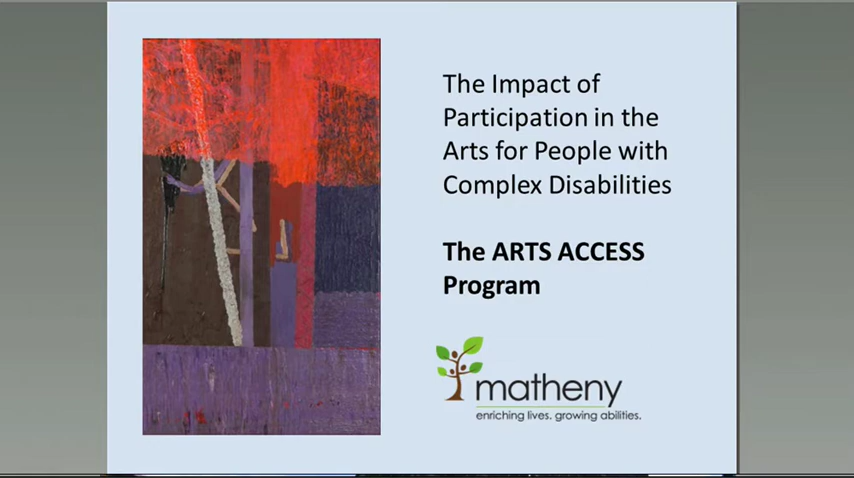 The Impact of
Participation in the
Arts for People with
Complex Disabilities
The ARTS ACCESS
Program
matheny
enriching lives. growing abilities.